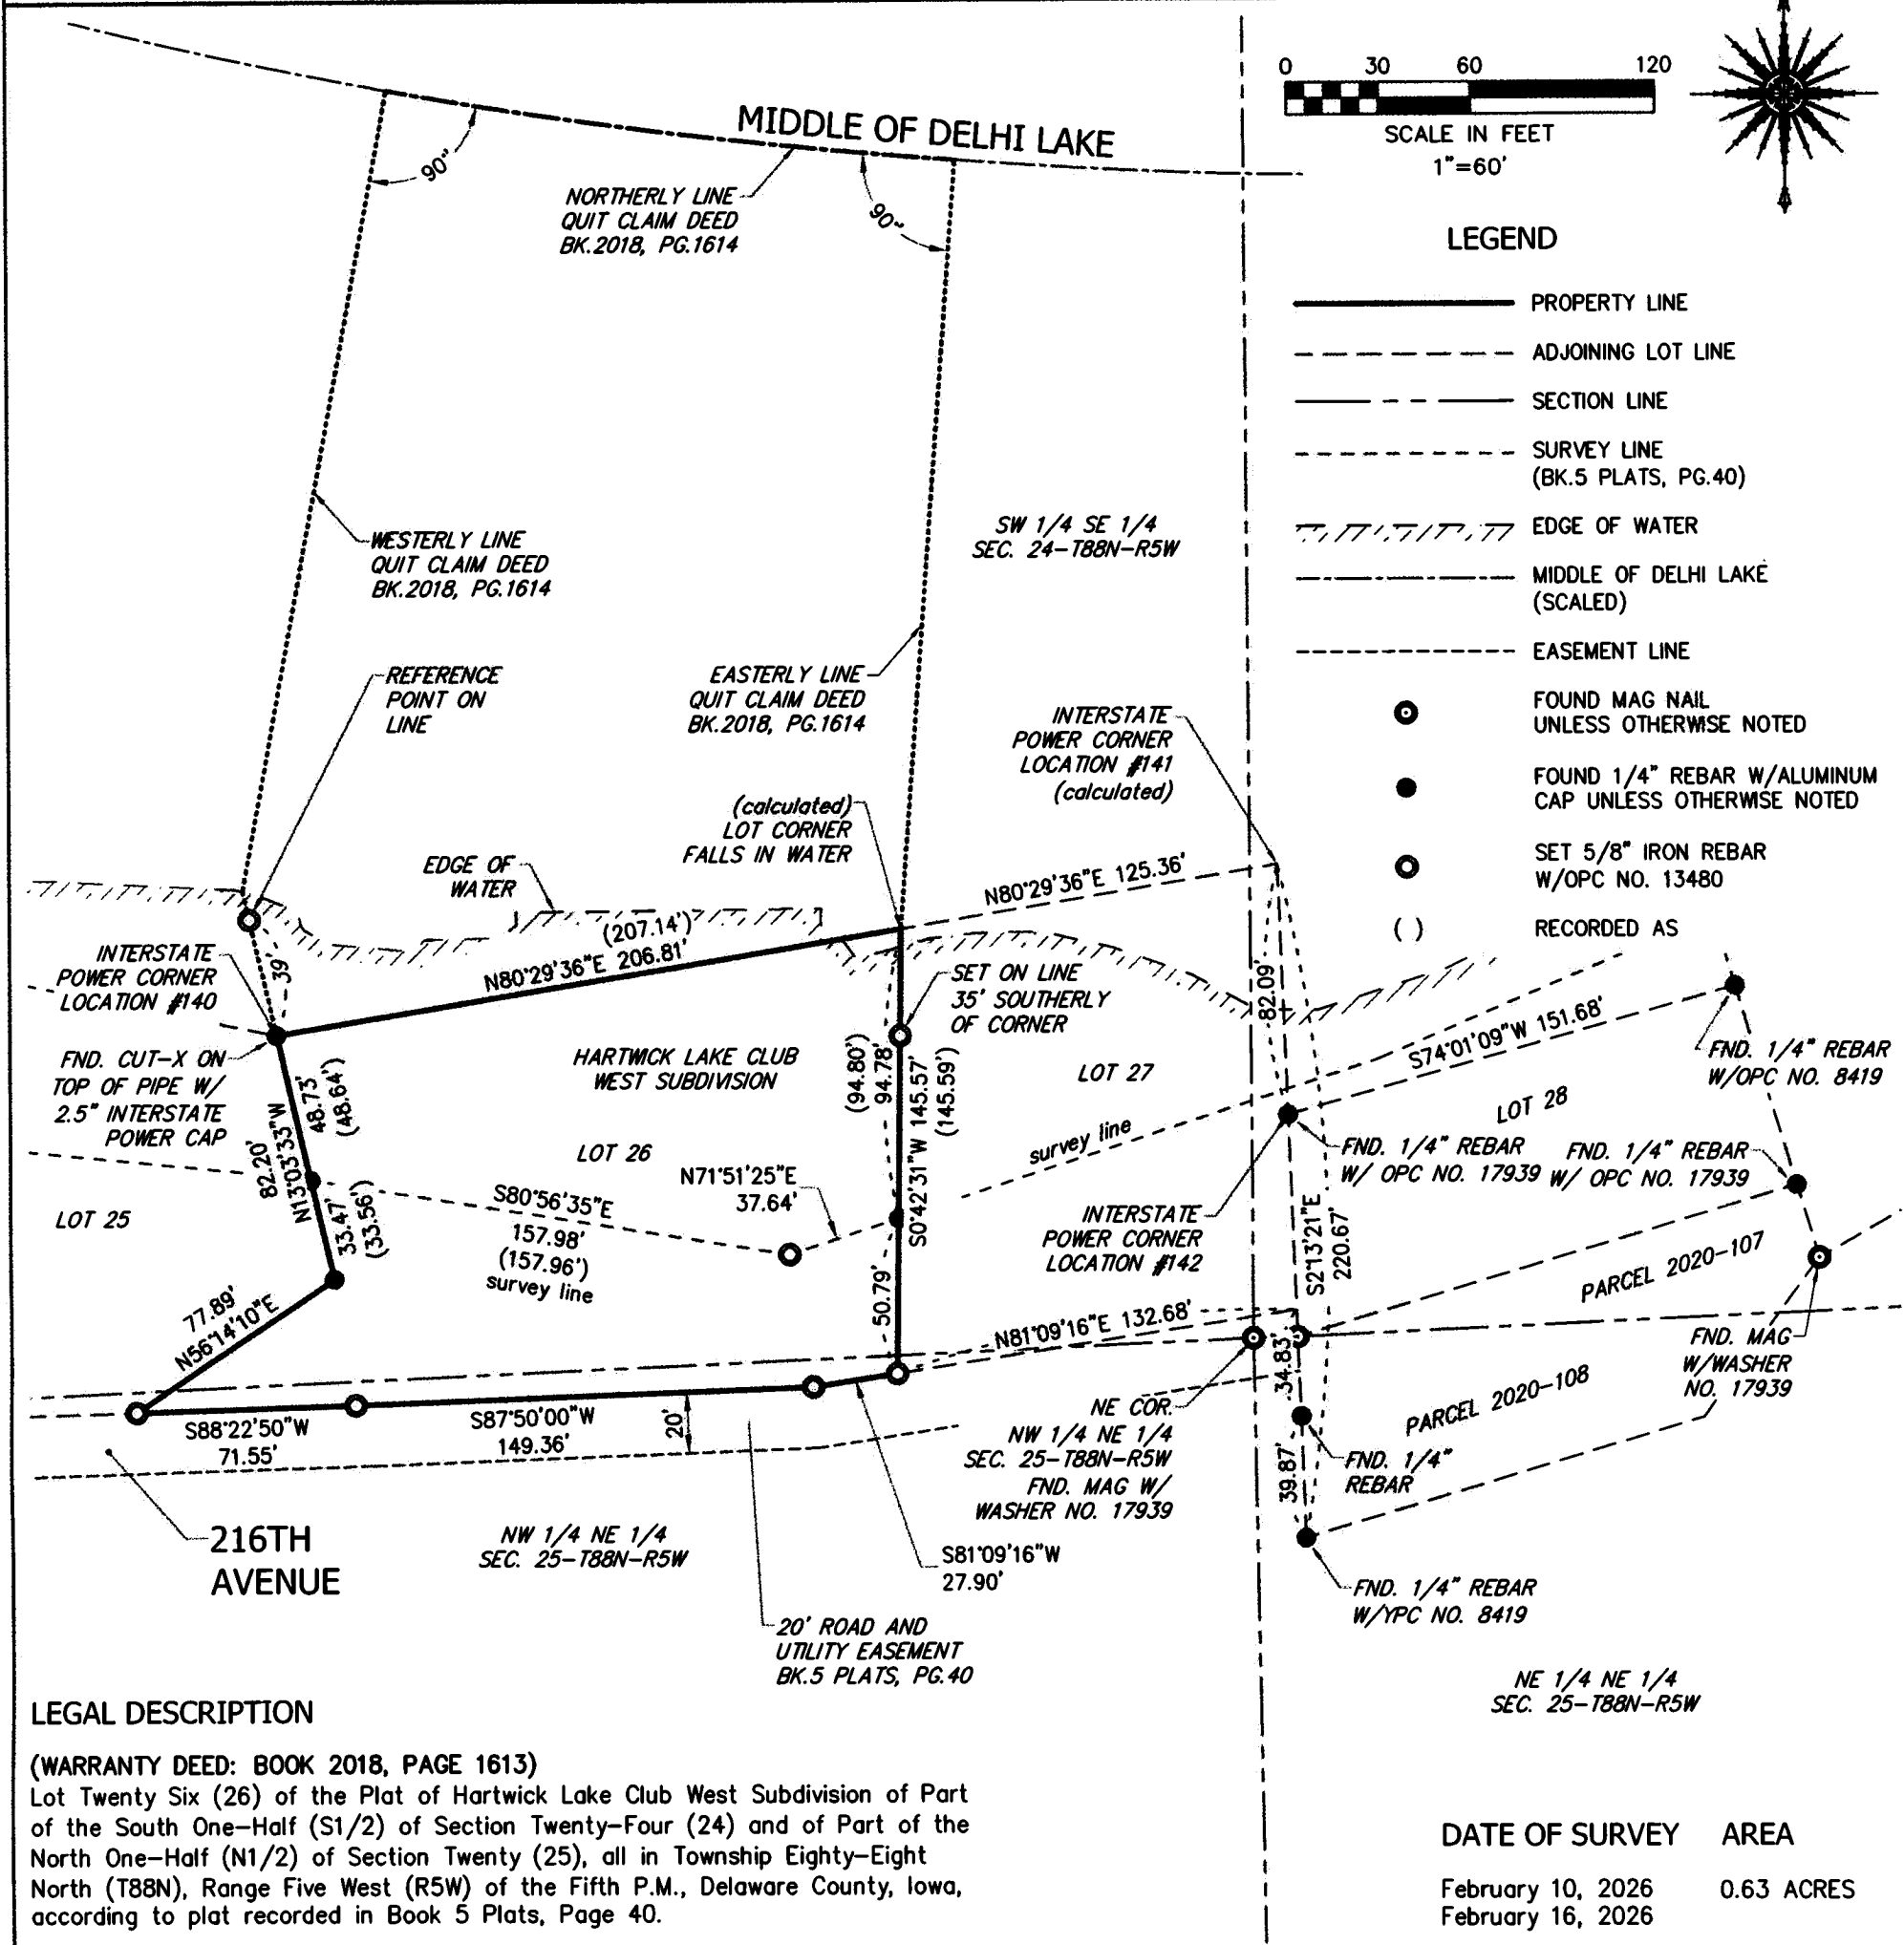 0 30 60 120
SCALE IN FEET
1"=60'
MIDDLE OF DELHI LAKE
90°
NORTHERLY LINE
QUIT CLAIM DEED
BK.2018, PG.1614
90°
LEGEND
PROPERTY LINE
ADJOINING LOT LINE
SECTION LINE
SURVEY LINE
(BK.5 PLATS, PG.40)
EDGE OF WATER
MIDDLE OF DELHI LAKE
(SCALED)
EASEMENT LINE
FOUND MAG NAIL
UNLESS OTHERWISE NOTED
FOUND 1/4" REBAR W/ALUMINUM
CAP UNLESS OTHERWISE NOTED
SET 5/8" IRON REBAR
W/OPC NO. 13480
( ) RECORDED AS
WESTERLY LINE
QUIT CLAIM DEED
BK.2018, PG.1614
SW 1/4 SE 1/4
SEC. 24-T88N-R5W
REFERENCE
POINT ON
LINE
EASTERLY LINE
QUIT CLAIM DEED
BK.2018, PG.1614
INTERSTATE
POWER CORNER
LOCATION #141
(calculated)
(calculated)
LOT CORNER
FALLS IN WATER
EDGE OF
WATER
N80°29'36"E 125.36'
(207.14')
N80°29'36"E 206.81'
INTERSTATE
POWER CORNER
LOCATION #140
39'
SET ON LINE
35' SOUTHERLY
OF CORNER
82.09'
S74°01'09"W 151.68'
FND. 1/4" REBAR
W/OPC NO. 8419
FND. CUT-X ON
TOP OF PIPE W/
2.5" INTERSTATE
POWER CAP
HARTWICK LAKE CLUB
WEST SUBDIVISION
LOT 27
LOT 28
48.73'
(48.64')
82.20'
N13°03'33"W
33.47'
(33.56')
(94.80')
94.78'
S0°42'31"W 145.57'
(145.59')
50.79'
survey line
LOT 26
N71°51'25"E
37.64'
FND. 1/4" REBAR
W/ OPC NO. 17939
FND. 1/4" REBAR
W/ OPC NO. 17939
LOT 25
S80°56'35"E
157.98'
(157.96')
survey line
INTERSTATE
POWER CORNER
LOCATION #142
S2°13'21"E
220.67'
PARCEL 2020-107
77.89'
N56°14'10"E
N81°09'16"E 132.68'
34.83'
FND. MAG
W/WASHER
NO. 17939
S88°22'50"W
71.55'
S87°50'00"W
149.36'
20'
NE COR.
NW 1/4 NE 1/4
SEC. 25-T88N-R5W
FND. MAG W/
WASHER NO. 17939
PARCEL 2020-108
39.87'
FND. 1/4"
REBAR
216TH
AVENUE
NW 1/4 NE 1/4
SEC. 25-T88N-R5W
S81°09'16"W
27.90'
FND. 1/4" REBAR
W/YPC NO. 8419
20' ROAD AND
UTILITY EASEMENT
BK.5 PLATS, PG.40
NE 1/4 NE 1/4
SEC. 25-T88N-R5W
LEGAL DESCRIPTION
(WARRANTY DEED: BOOK 2018, PAGE 1613)
Lot Twenty Six (26) of the Plat of Hartwick Lake Club West Subdivision of Part
of the South One-Half (S1/2) of Section Twenty-Four (24) and of Part of the
North One-Half (N1/2) of Section Twenty (25), all in Township Eighty-Eight
North (T88N), Range Five West (R5W) of the Fifth P.M., Delaware County, Iowa,
according to plat recorded in Book 5 Plats, Page 40.
DATE OF SURVEY AREA
February 10, 2026 0.63 ACRES
February 16, 2026